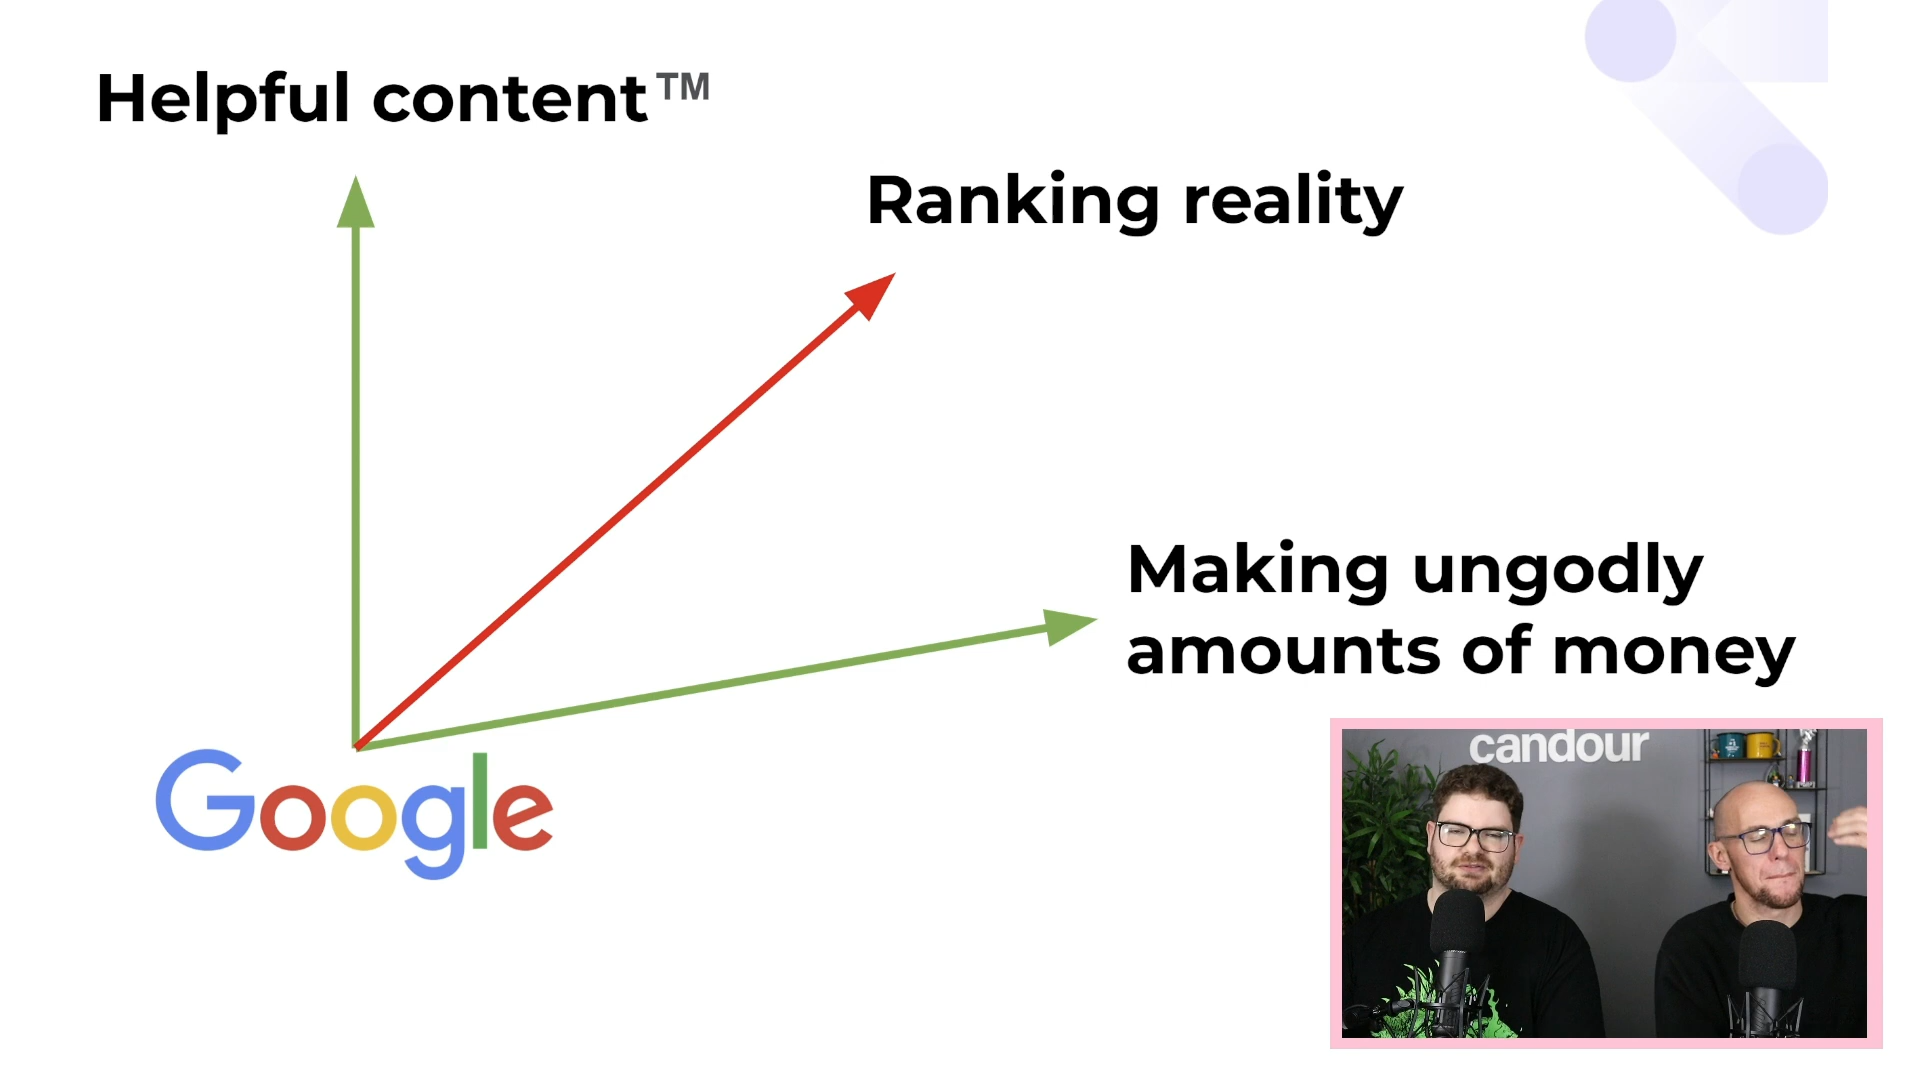 Helpful content™
Ranking reality
Making ungodly
amounts of money
Google
candour